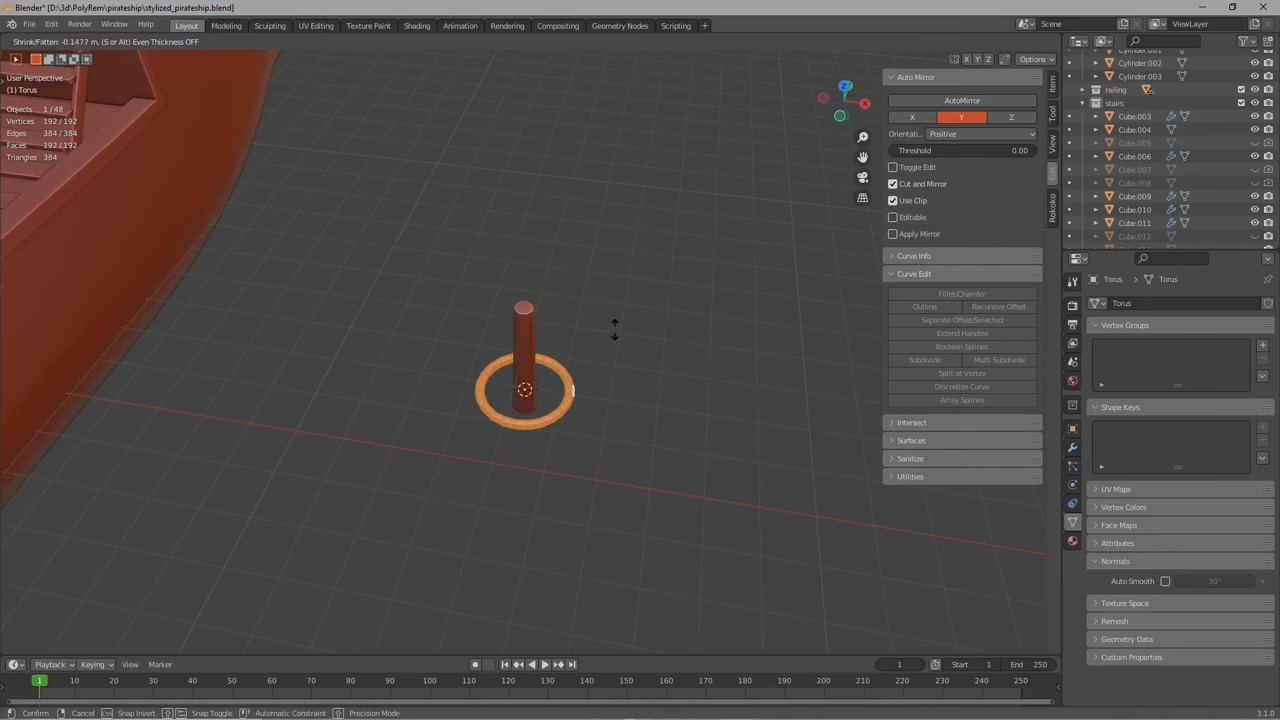 Blender* [D:\3d\PolyRem\pirateship\stylized_pirateship.blend]
File Edit Render Window Help Layout Modeling Sculpting UV Editing Texture Paint Shading Animation Rendering Compositing Geometry Nodes Scripting + Scene ViewLayer
Shrink/Fatten: -0.1477 m, (S or Alt) Even Thickness OFF
X Y Z Options
User Perspective
(1) Torus
Objects 1/48
Vertices 192/192
Edges 384/384
Faces 192/192
Triangles 384
Z
X
Auto Mirror
AutoMirror
X Y Z
Orientati.. Positive
Threshold 0.00
Toggle Edit
Cut and Mirror
Use Clip
Editable
Apply Mirror
Curve Info
Curve Edit
Fillet/Chamfer
Outline Recursive Offset
Separate Offset/Selected
Extend Handles
Boolean Splines
Subdivide Multi Subdivide
Split at Vertex
Discretize Curve
Array Splines
Intersect
Surfaces
Sanitize
Utilities
Item
Tool
View
Edit
Rokoko
Cylinder.001
Cylinder.002
Cylinder.003
railing
stairs
Cube.003
Cube.004
Cube.005
Cube.006
Cube.007
Cube.008
Cube.009
Cube.010
Cube.011
Cube.012
Torus Torus
Torus
Vertex Groups
Shape Keys
UV Maps
Vertex Colors
Face Maps
Attributes
Normals
Auto Smooth 30°
Texture Space
Remesh
Geometry Data
Custom Properties
Playback Keying View Marker 1 Start 1 End 250
1 10 20 30 40 50 60 70 80 90 100 110 120 130 140 150 160 170 180 190 200 210 220 230 240 250
Confirm Cancel Snap Invert Snap Toggle Automatic Constraint Precision Mode 3.1.0